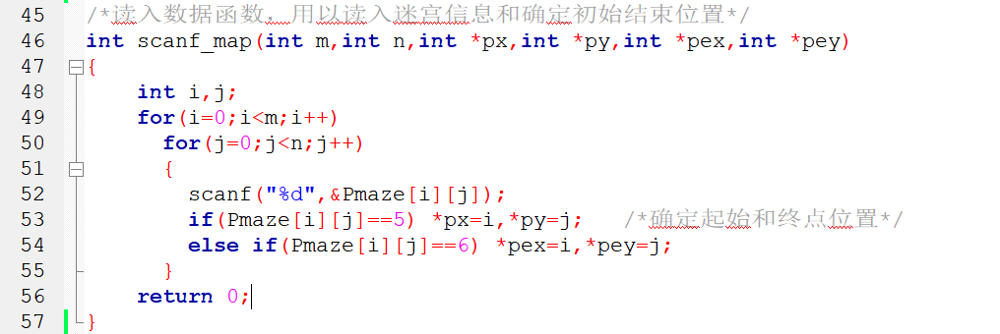 45 /*读入数据函数，用以读入迷宫信息和确定初始结束位置*/
46 int scanf_map(int m,int n,int *px,int *py,int *pex,int *pey)
47 {
48 int i,j;
49 for(i=0;i<m;i++)
50 for(j=0;j<n;j++)
51 {
52 scanf("%d",&Pmaze[i][j]);
53 if(Pmaze[i][j]==5) *px=i,*py=j; /*确定起始和终点位置*/
54 else if(Pmaze[i][j]==6) *pex=i,*pey=j;
55 }
56 return 0;
57 }